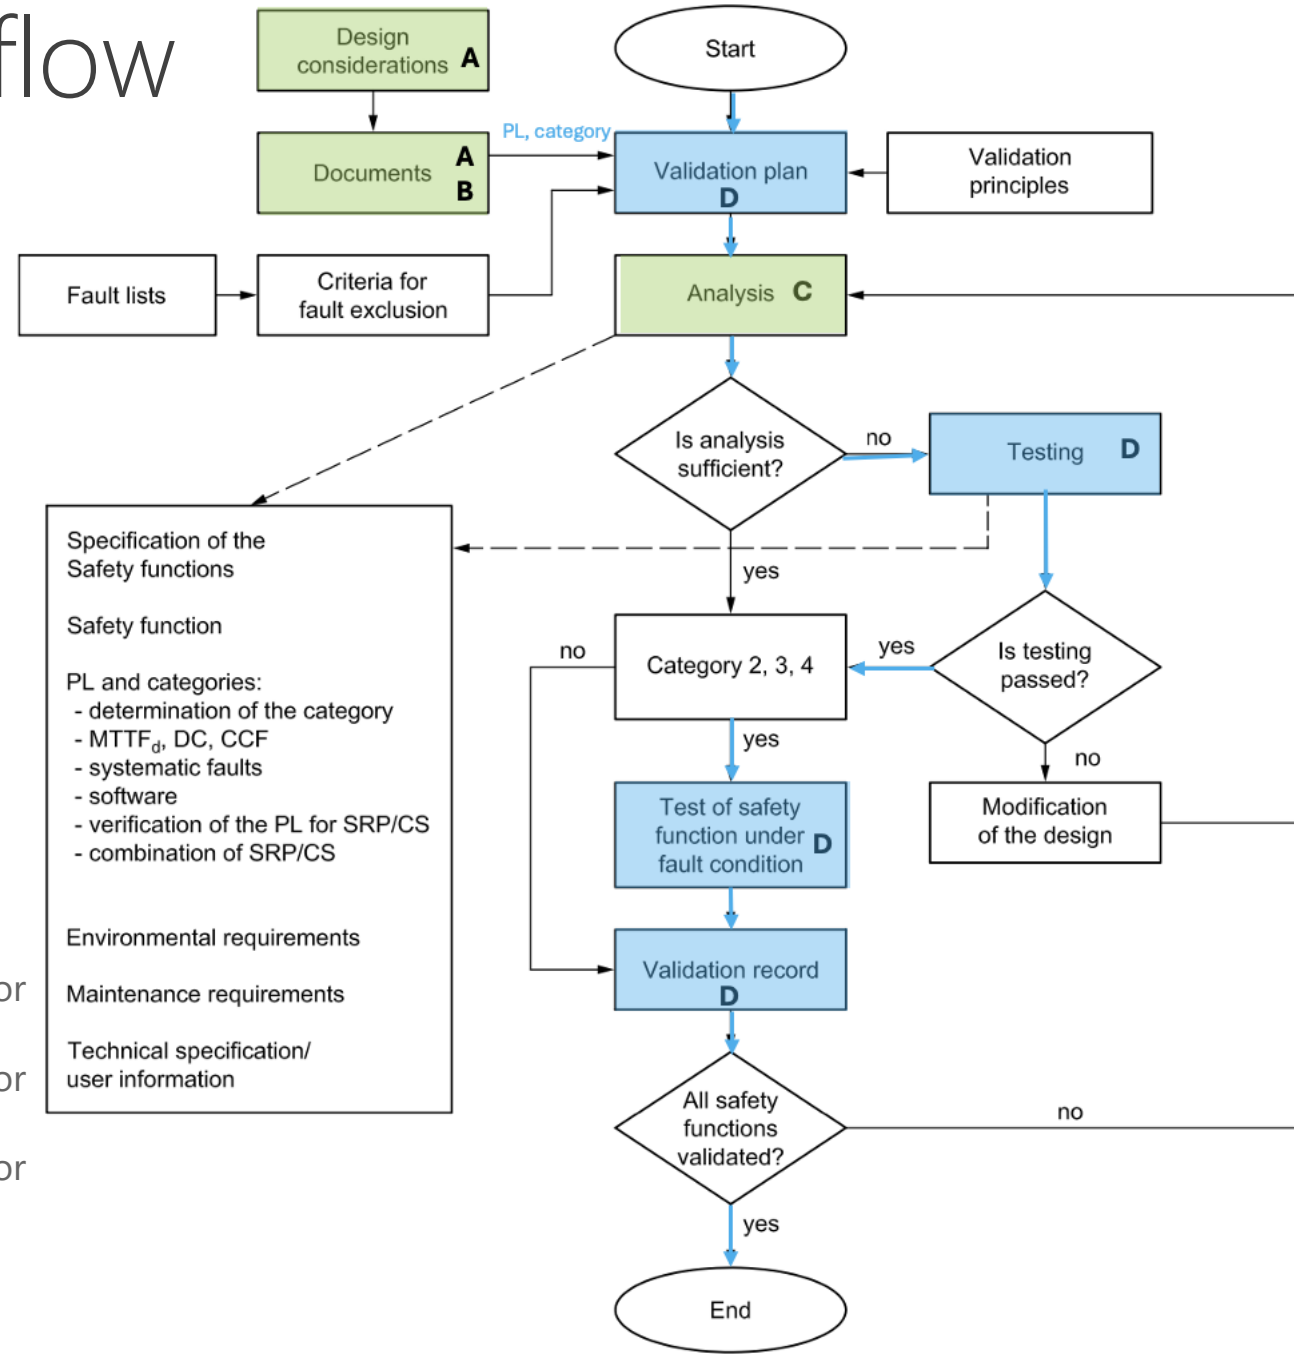 flow
Design
considerations A
Start
PL, category
Documents
A
B
Validation plan
D
Validation
principles
Fault lists
Criteria for
fault exclusion
Analysis C
Is analysis
sufficient?
no
Testing D
yes
Specification of the
Safety functions
Safety function
PL and categories:
- determination of the category
- MTTFd, DC, CCF
- systematic faults
- software
- verification of the PL for SRP/CS
- combination of SRP/CS
Environmental requirements
Maintenance requirements
Technical specification/
user information
no
Category 2, 3, 4
yes
Is testing
passed?
yes
no
Test of safety
function under
fault condition
D
Modification
of the design
Validation record
D
or
or
or
All safety
functions
validated?
no
yes
End